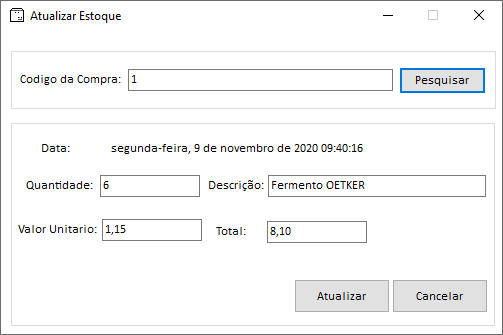 Atualizar Estoque
Codigo da Compra: 1 Pesquisar
Data: segunda-feira, 9 de novembro de 2020 09:40:16
Quantidade: 6 Descrição: Fermento OETKER
Valor Unitario: 1,15 Total: 8,10
Atualizar Cancelar